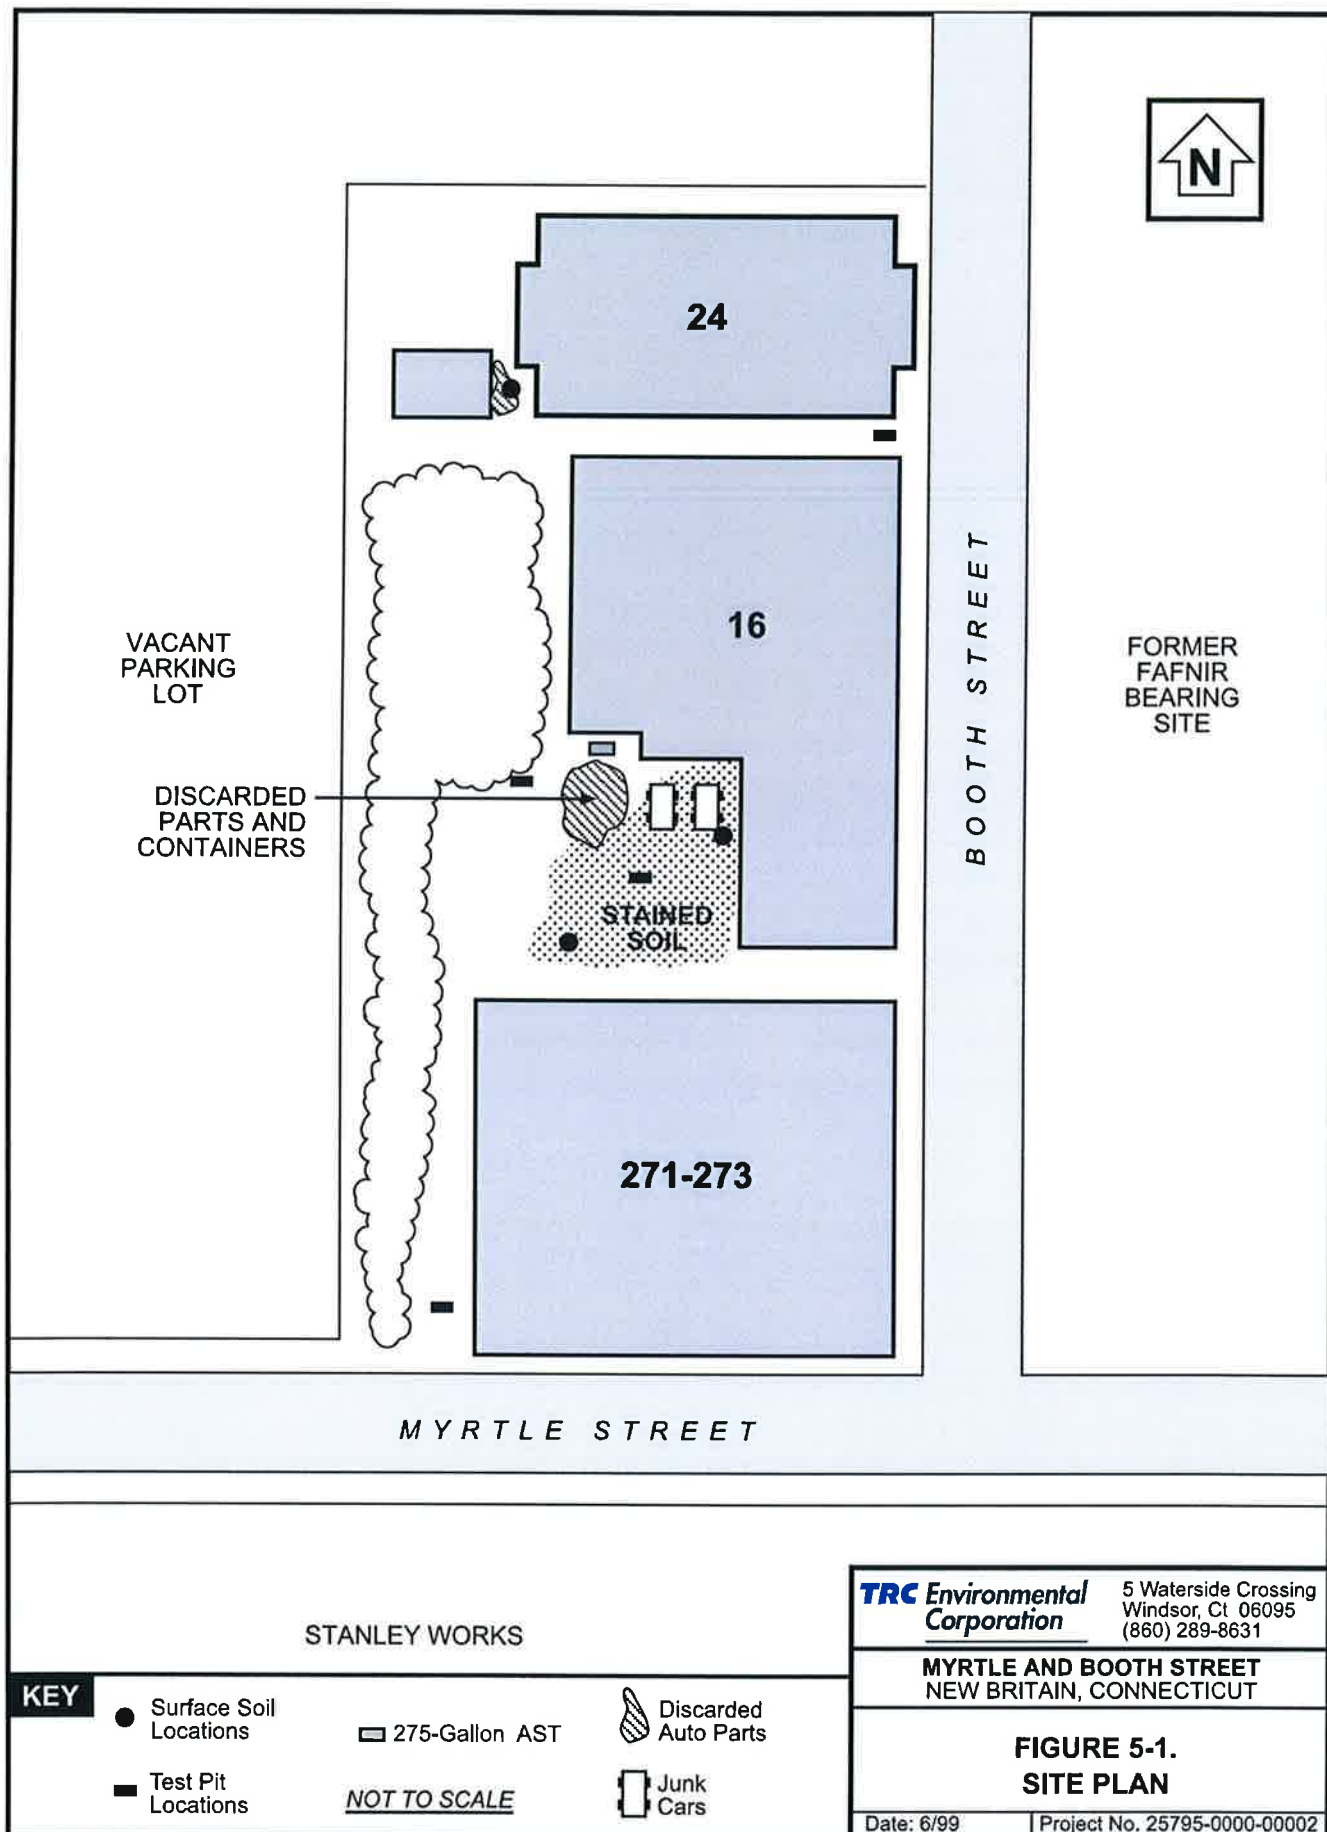 N
24
16
BOOTH STREET
VACANT
PARKING
LOT
FORMER
FAFNIR
BEARING
SITE
DISCARDED
PARTS AND
CONTAINERS
STAINED
SOIL
271-273
MYRTLE STREET
STANLEY WORKS
KEY
Surface Soil
Locations
275-Gallon AST
Discarded
Auto Parts
Test Pit
Locations
NOT TO SCALE
Junk
Cars
TRC Environmental
Corporation
5 Waterside Crossing
Windsor, Ct 06095
(860) 289-8631
MYRTLE AND BOOTH STREET
NEW BRITAIN, CONNECTICUT
FIGURE 5-1.
SITE PLAN
Date: 6/99
Project No. 25795-0000-00002